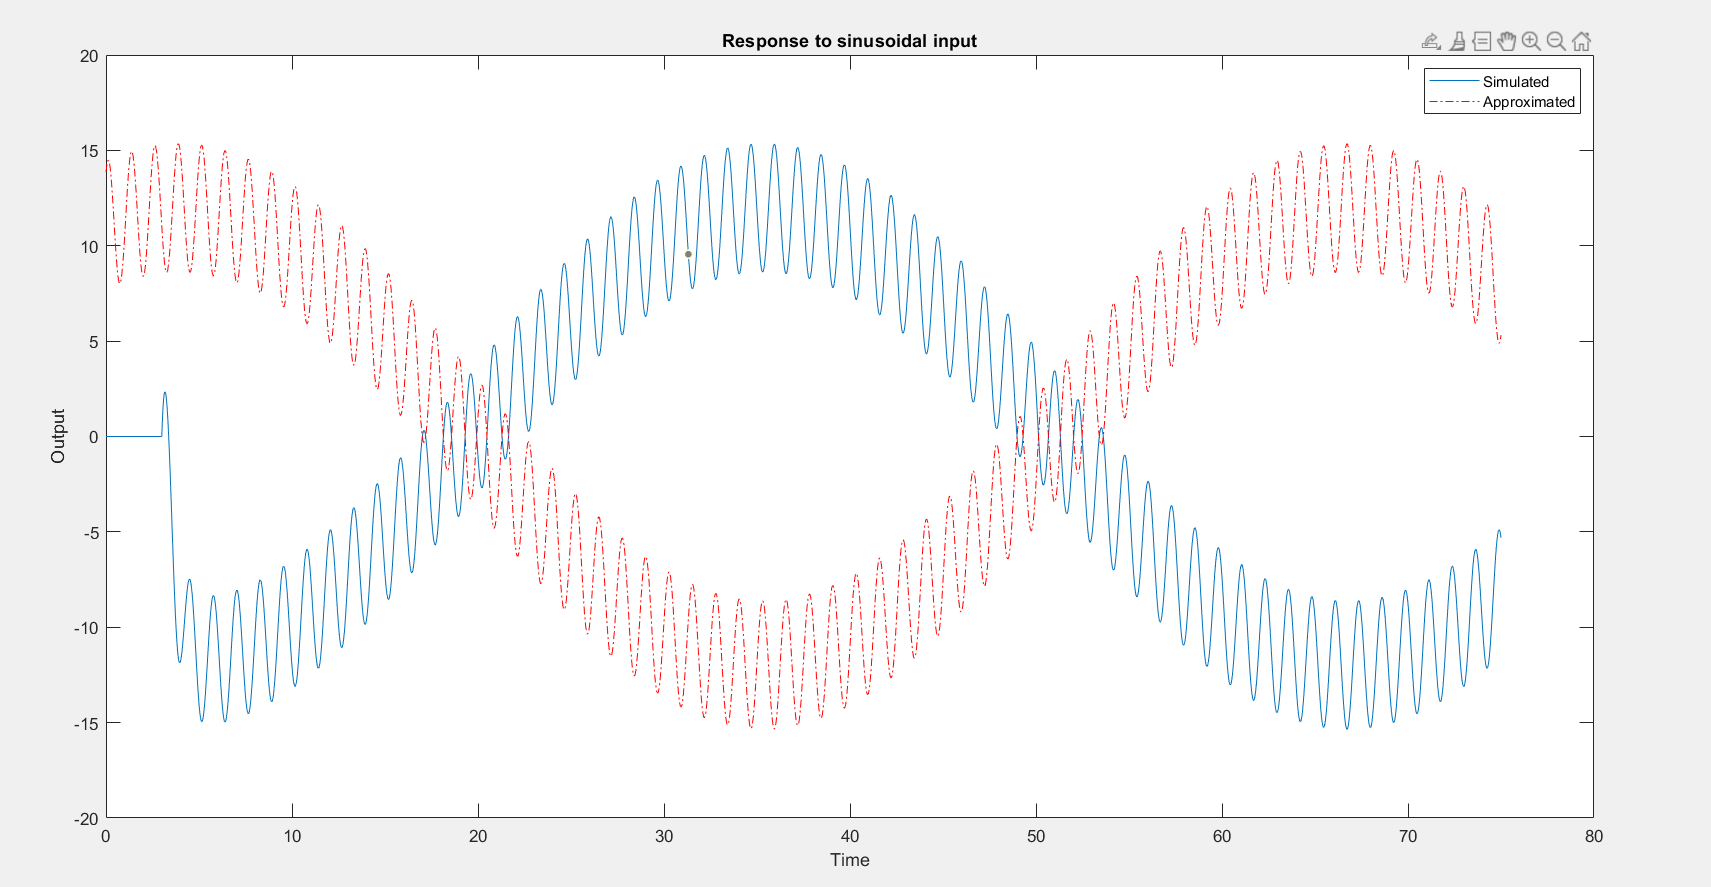 Response to sinusoidal input
Simulated
Approximated
20
15
10
5
0
-5
-10
-15
-20
Output
0 10 20 30 40 50 60 70 80
Time